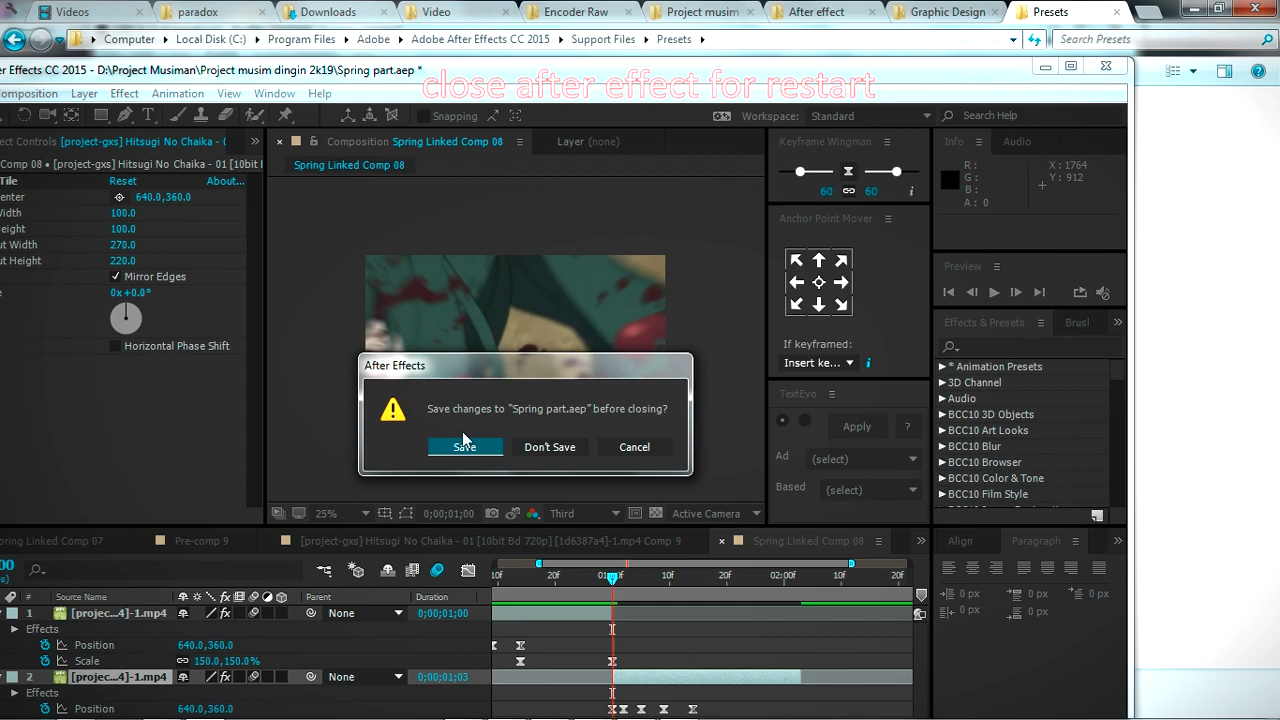 Videos
paradox
Downloads
Video
Encoder Raw
Project musim
After effect
Graphic Design
Presets
Computer
Local Disk (C:)
Program Files
Adobe
Adobe After Effects CC 2015
Support Files
Presets
Search Presets
er Effects CC 2015 - D:\Project Musiman\Project musim dingin 2k19\Spring part.aep *
close after effect for restart
omposition Layer Effect Animation View Window Help
Snapping
Workspace: Standard
Search Help
ect Controls [project-gxs] Hitsugi No Chaika - 0
Composition Spring Linked Comp 08
Layer (none)
Keyframe Wingman
Info
Audio
Comp 08 • [project-gxs] Hitsugi No Chaika - 01 [10bit
Spring Linked Comp 08
R :
G :
B :
A : 0
X : 1764
Y : 912
Tile Reset About...
enter 640.0,360.0
Width 100.0
eight 100.0
ut Width 270.0
ut Height 220.0
Mirror Edges
e 0x+0.0°
Horizontal Phase Shift
60 60
Anchor Point Mover
If keyframed:
Insert ke...
TextEvo
Apply ?
Ad (select)
Based (select)
Preview
Effects & Presets
Brusl
* Animation Presets
3D Channel
Audio
BCC10 3D Objects
BCC10 Art Looks
BCC10 Blur
BCC10 Browser
BCC10 Color & Tone
BCC10 Film Style
After Effects
Save changes to “Spring part.aep” before closing?
Save Don't Save Cancel
25% 0;00;01;00 Third Active Camera
pring Linked Comp 07
Pre-comp 9
[project-gxs] Hitsugi No Chaika - 01 [10bit Bd 720p] [1d6387a4]-1.mp4 Comp 9
Spring Linked Comp 08
Align
Paragraph
# Source Name Parent Duration
10f 20f 10f 02:00f 10f 20f
1 [projec...4]-1.mp4 None 0;00;01;00
Effects
Position 640.0,360.0
Scale 150.0,150.0%
2 [projec...4]-1.mp4 None 0;00;01;03
Effects
Position 640.0,360.0
0 px 0 px 0 px
0 px 0 px